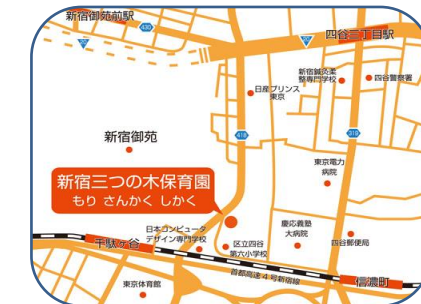 新宿御苑前駅
430
四谷三丁目駅
新宿鍼灸柔
整専門学校
四谷警察署
日産プリンス
東京
新宿御苑
418
319
東京電力
病院
新宿三つの木保育園
もり さんかく しかく
日本コンピュータ
デザイン専門学校
区立四谷
第六小学校
慶応義塾
大病院
四谷郵便局
千駄ヶ谷
首都高速4号新宿線
信濃町
東京体育館